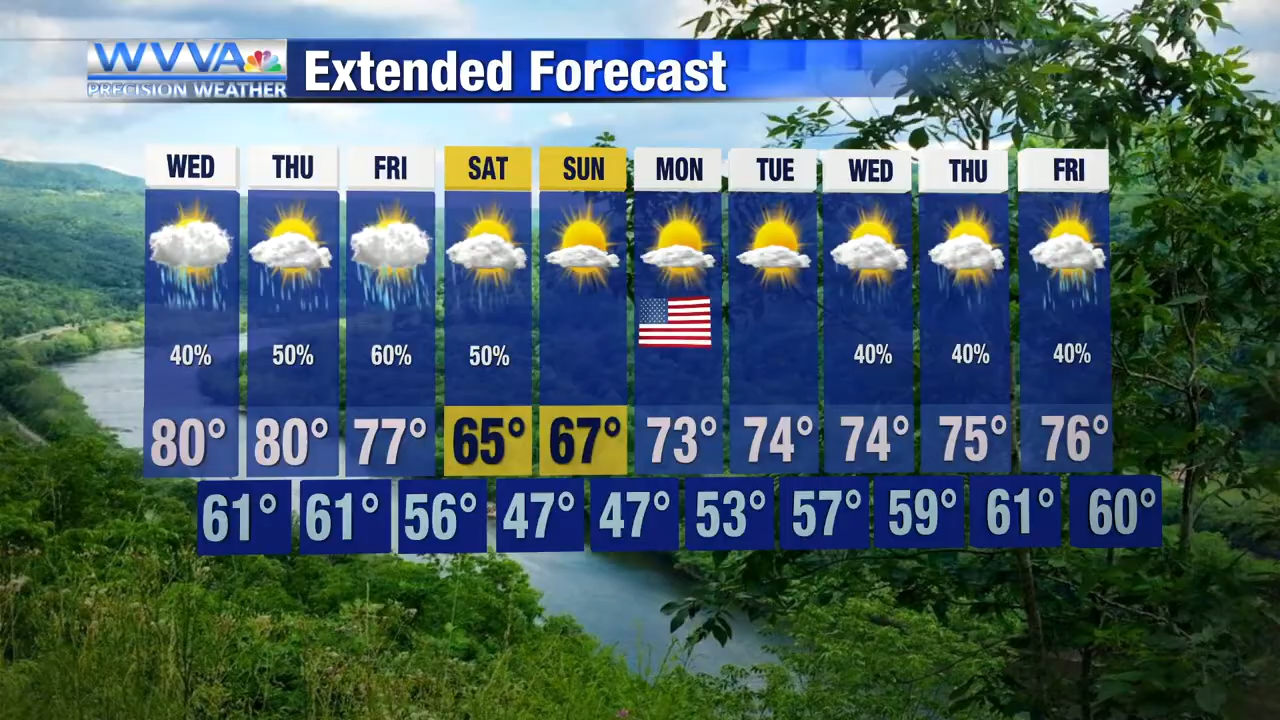 WVVA
PRECISION WEATHER
Extended Forecast
WED THU FRI SAT SUN MON TUE WED THU FRI
40% 50% 60% 50% 40% 40% 40%
80° 80° 77° 65° 67° 73° 74° 74° 75° 76°
61° 61° 56° 47° 47° 53° 57° 59° 61° 60°